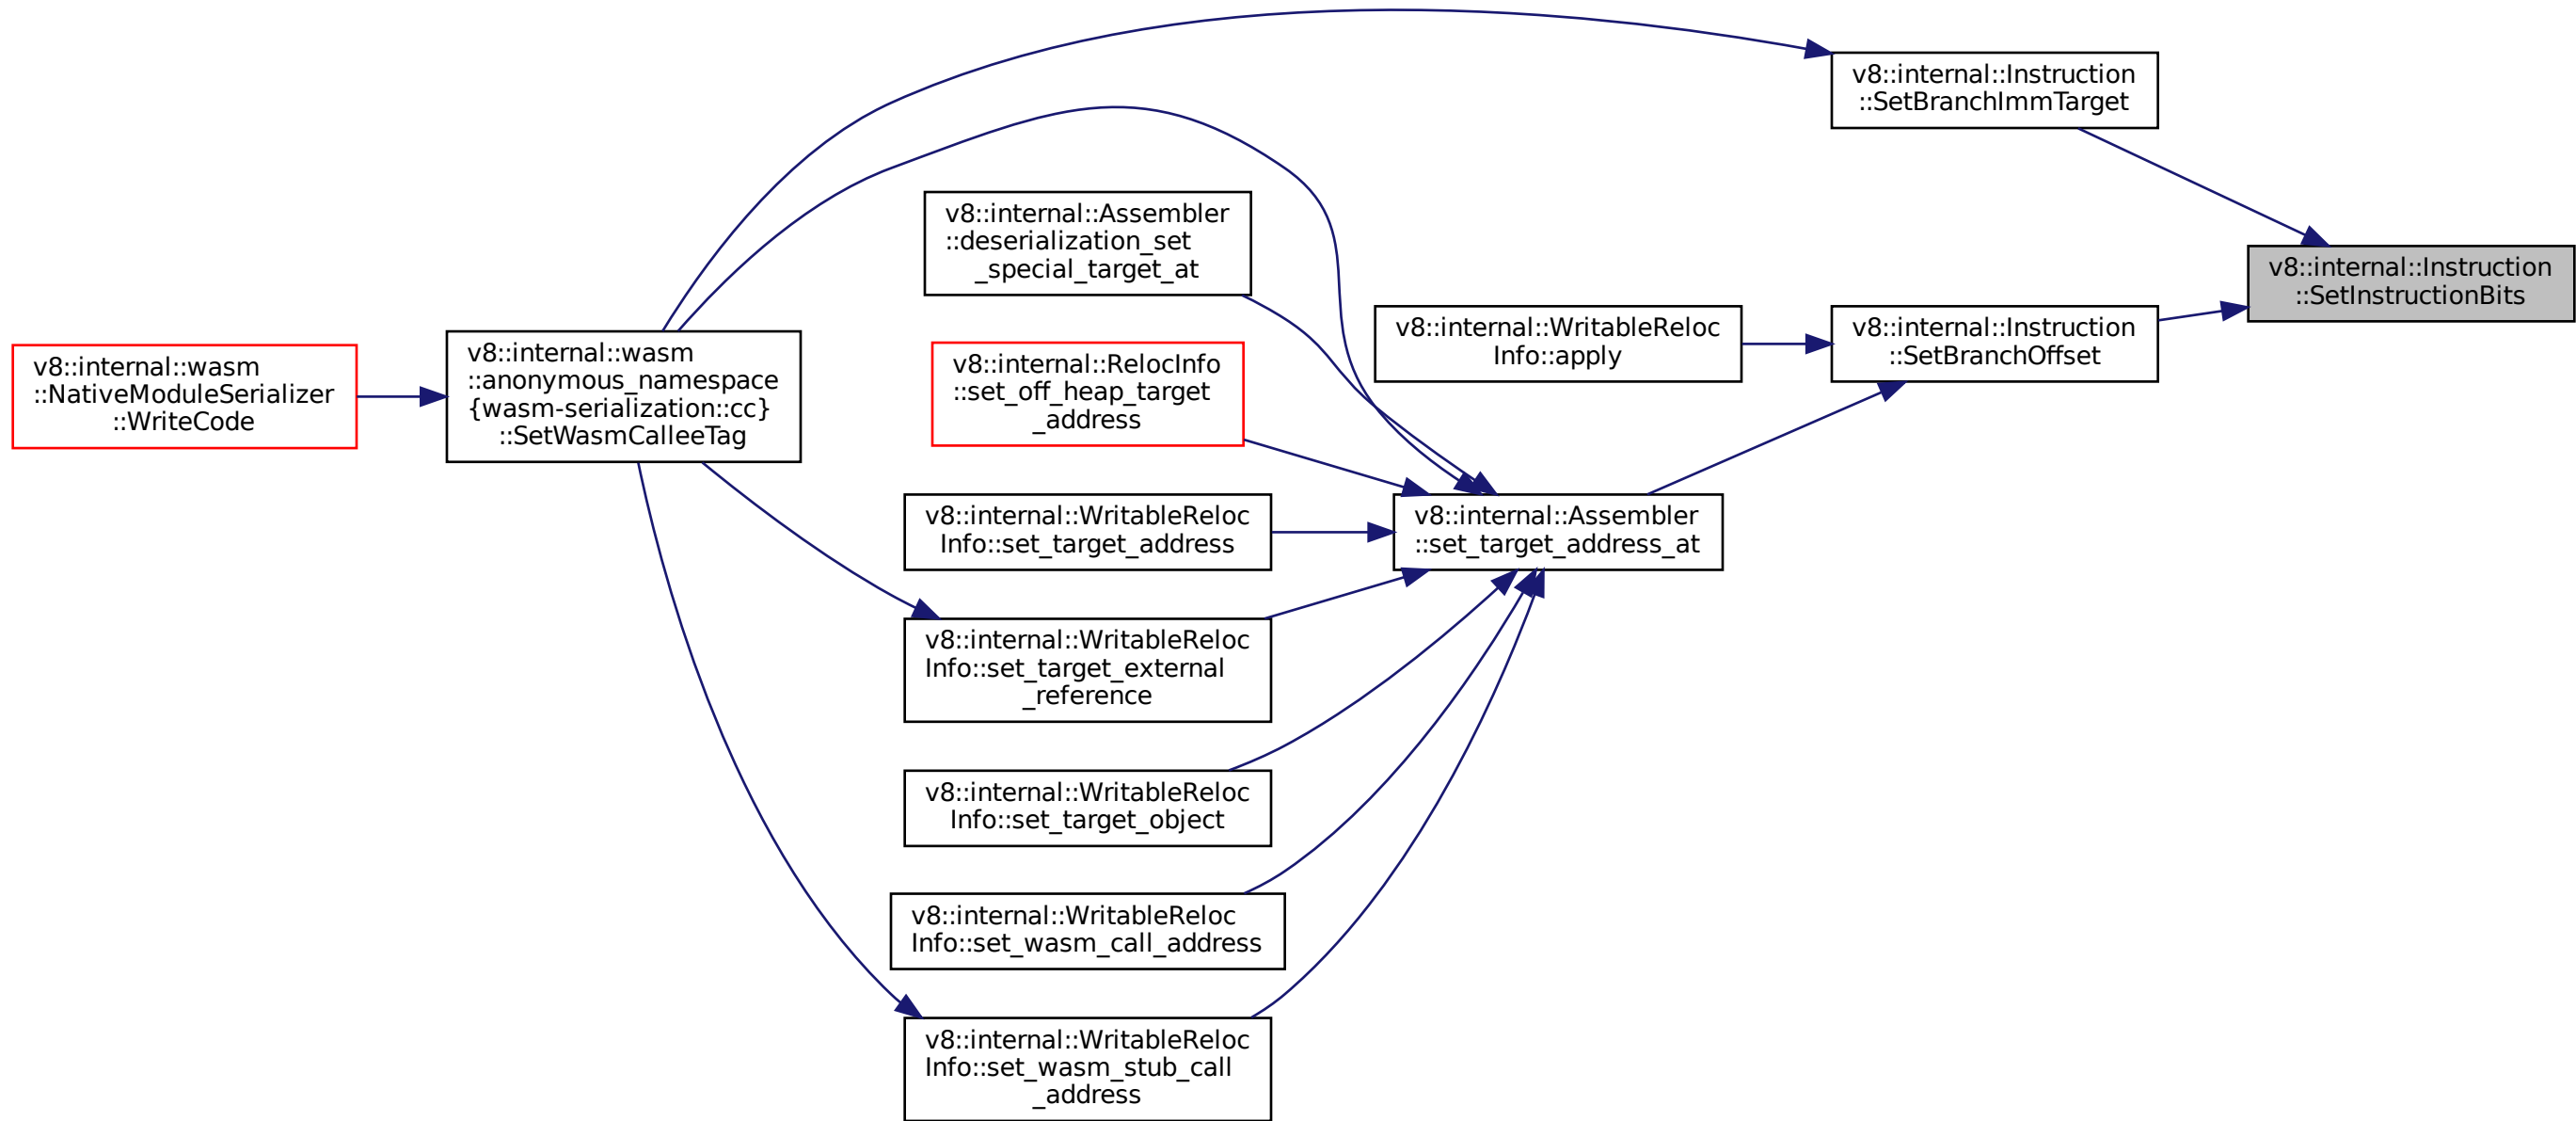 v8::internal::Instruction
::SetBranchImmTarget
v8::internal::Assembler
::deserialization_set
_special_target_at
v8::internal::Instruction
::SetInstructionBits
v8::internal::WritableReloc
Info::apply
v8::internal::Instruction
::SetBranchOffset
v8::internal::wasm
::NativeModuleSerializer
::WriteCode
v8::internal::wasm
::anonymous_namespace
{wasm-serialization::cc}
::SetWasmCalleeTag
v8::internal::RelocInfo
::set_off_heap_target
_address
v8::internal::WritableReloc
Info::set_target_address
v8::internal::Assembler
::set_target_address_at
v8::internal::WritableReloc
Info::set_target_external
_reference
v8::internal::WritableReloc
Info::set_target_object
v8::internal::WritableReloc
Info::set_wasm_call_address
v8::internal::WritableReloc
Info::set_wasm_stub_call
_address